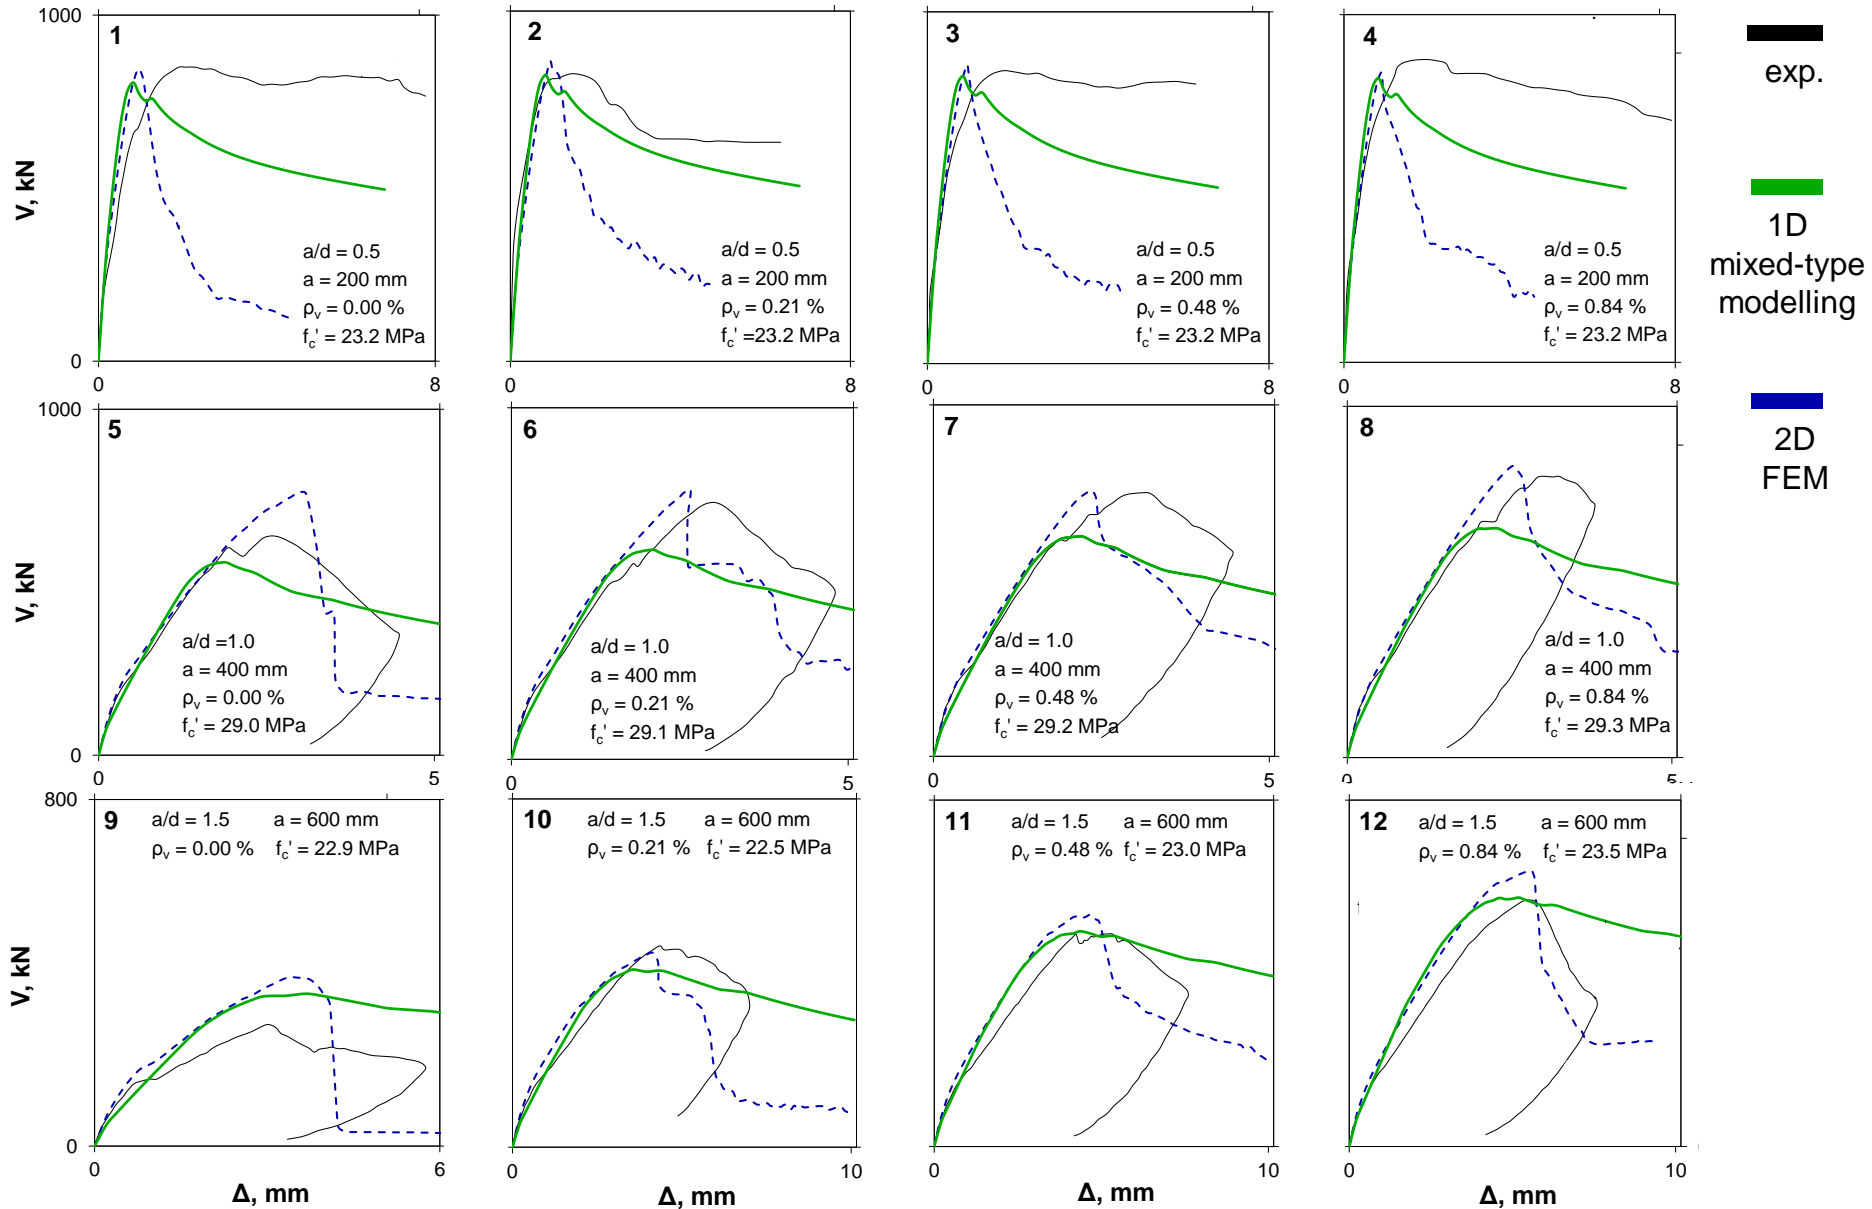 1000
1
2
3
4
exp.
V, kN
a/d = 0.5
a = 200 mm
ρv = 0.00 %
fc' = 23.2 MPa
a/d = 0.5
a = 200 mm
ρv = 0.21 %
fc' =23.2 MPa
a/d = 0.5
a = 200 mm
ρv = 0.48 %
fc' = 23.2 MPa
a/d = 0.5
a = 200 mm
ρv = 0.84 %
fc' = 23.2 MPa
1D
mixed-type
modelling
0
0
8
0
8
0
8
0
8
1000
5
6
7
8
2D
FEM
V, kN
a/d =1.0
a = 400 mm
ρv = 0.00 %
fc' = 29.0 MPa
a/d = 1.0
a = 400 mm
ρv = 0.21 %
fc' = 29.1 MPa
a/d = 1.0
a = 400 mm
ρv = 0.48 %
fc' = 29.2 MPa
a/d = 1.0
a = 400 mm
ρv = 0.84 %
fc' = 29.3 MPa
0
0
5
0
5
0
5
0
5
800
9
a/d = 1.5 a = 600 mm
ρv = 0.00 % fc' = 22.9 MPa
10
a/d = 1.5 a = 600 mm
ρv = 0.21 % fc' = 22.5 MPa
11
a/d = 1.5 a = 600 mm
ρv = 0.48 % fc' = 23.0 MPa
12
a/d = 1.5 a = 600 mm
ρv = 0.84 % fc' = 23.5 MPa
V, kN
0
0
6
0
10
0
10
0
10
Δ, mm
Δ, mm
Δ, mm
Δ, mm